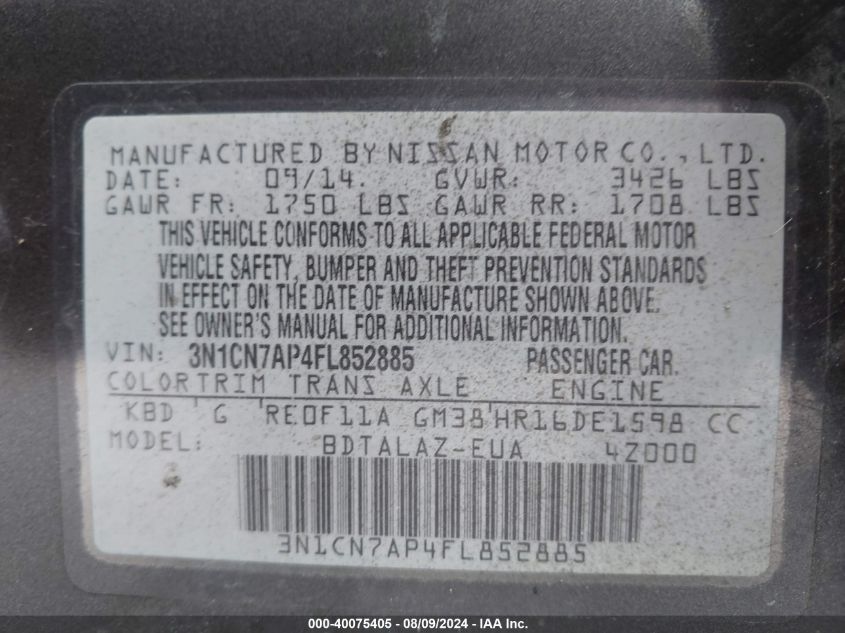 MANUFACTURED BY NISSAN MOTOR CO., LTD.
DATE: 09/14. GVWR: 3426 LBS
GAWR FR: 1750 LBS GAWR RR: 1708 LBS
THIS VEHICLE CONFORMS TO ALL APPLICABLE FEDERAL MOTOR
VEHICLE SAFETY, BUMPER AND THEFT PREVENTION STANDARDS
IN EFFECT ON THE DATE OF MANUFACTURE SHOWN ABOVE.
SEE OWNER'S MANUAL FOR ADDITIONAL INFORMATION.
VIN: 3N1CN7AP4FL852885 PASSENGER CAR.
COLORTRIM TRANS AXLE ENGINE
KBD G RE0F11A GM38 HR16DE1598 CC
MODEL: BDTALAZ-EUA 4Z000
3N1CN7AP4FL852885
000-40075405 - 08/09/2024 - IAA Inc.